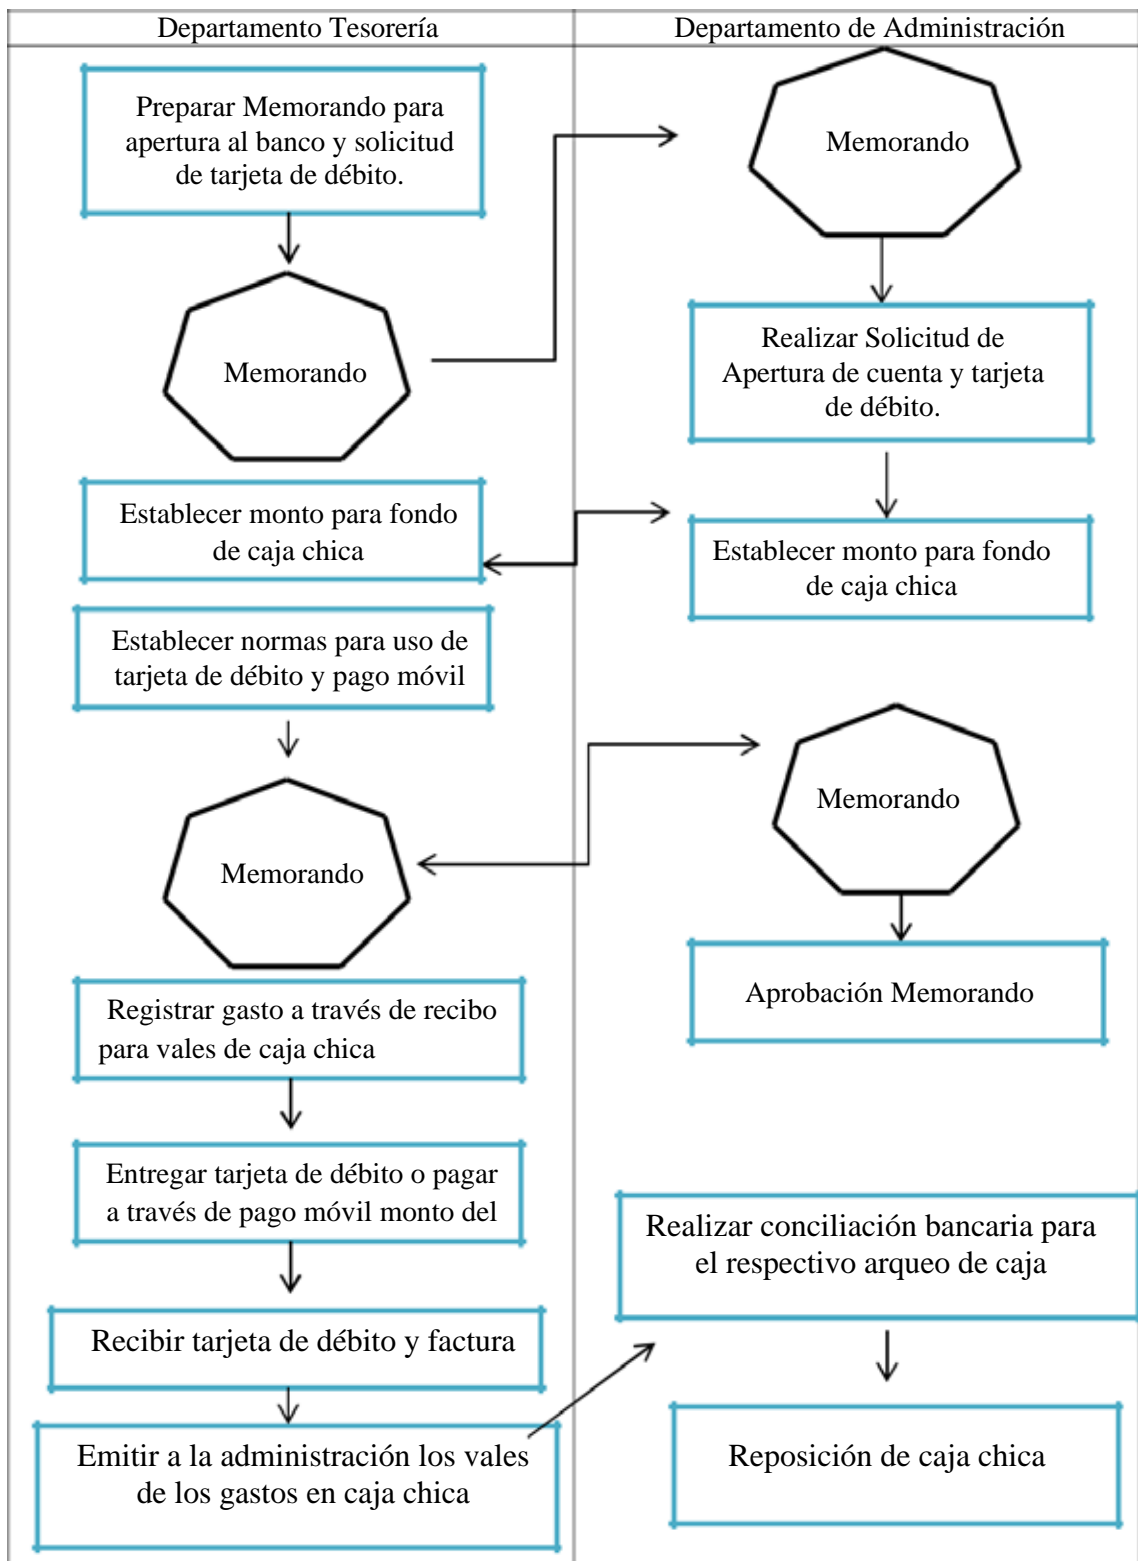 Departamento Tesorería
Departamento de Administración
Preparar Memorando para
apertura al banco y solicitud
de tarjeta de débito.
Memorando
Memorando
Realizar Solicitud de
Apertura de cuenta y tarjeta
de débito.
Establecer monto para fondo
de caja chica
Establecer monto para fondo
de caja chica
Establecer normas para uso de
tarjeta de débito y pago móvil
Memorando
Memorando
Aprobación Memorando
Registrar gasto a través de recibo
para vales de caja chica
Entregar tarjeta de débito o pagar
a través de pago móvil monto del
Recibir tarjeta de débito y factura
Emitir a la administración los vales
de los gastos en caja chica
Realizar conciliación bancaria para
el respectivo arqueo de caja
Reposición de caja chica